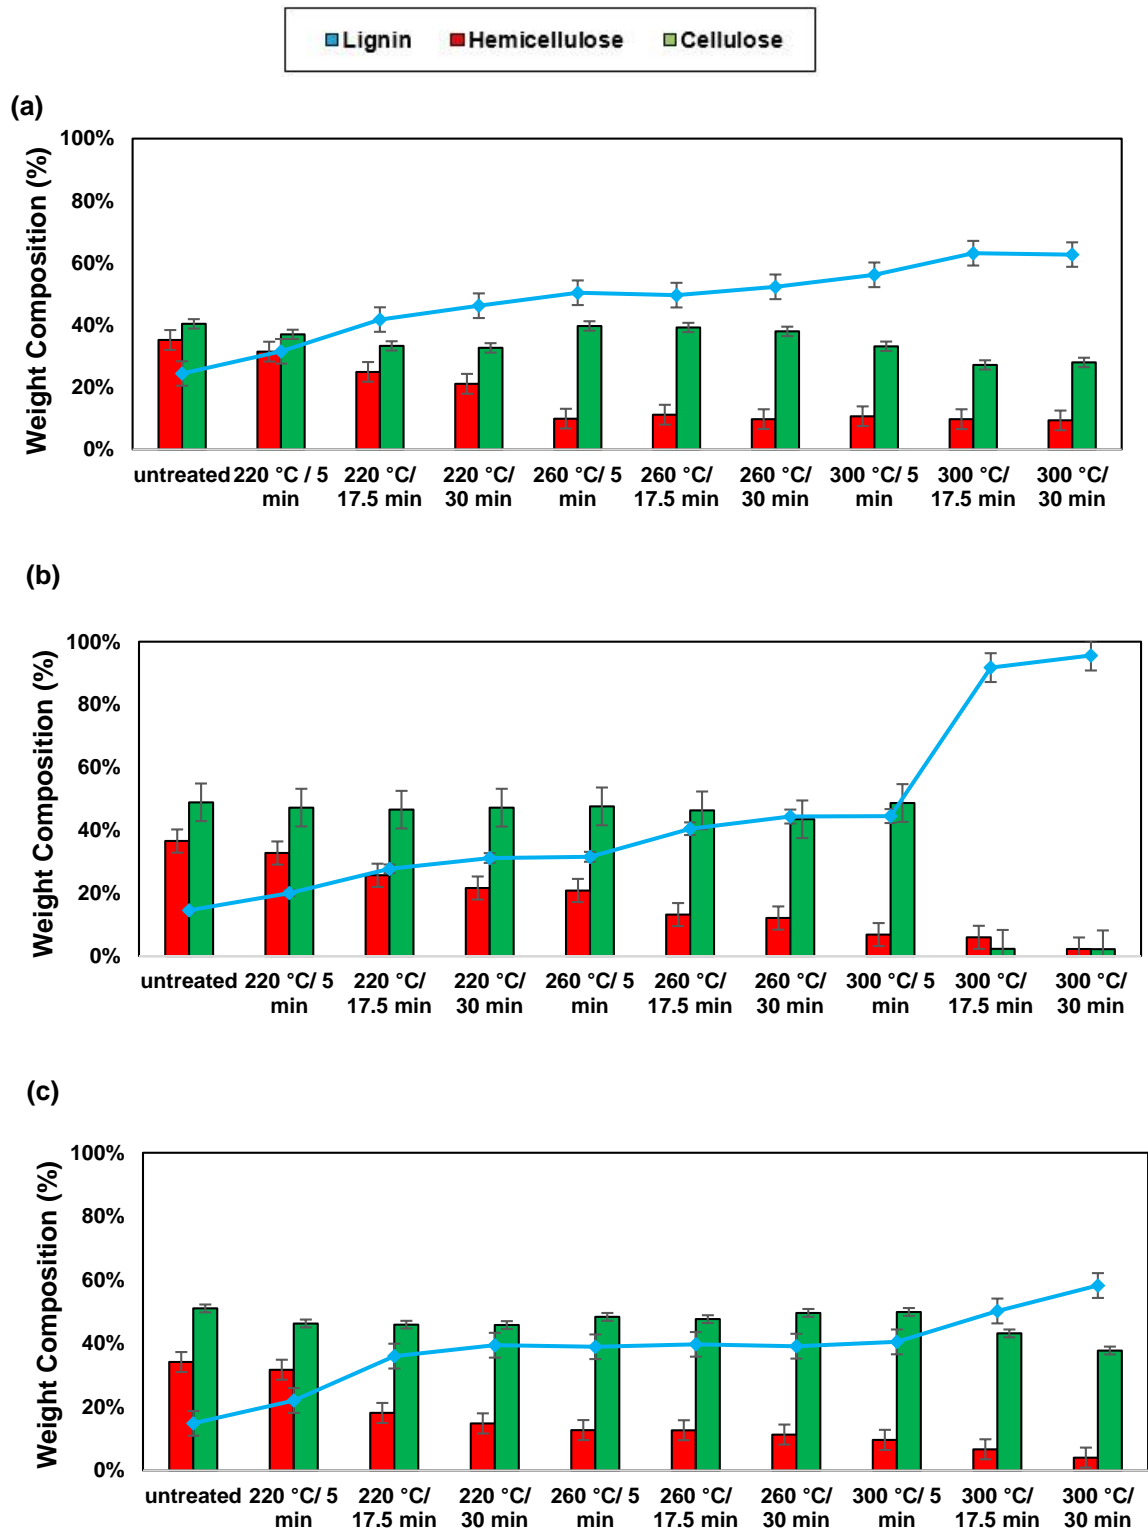 Lignin Hemicellulose Cellulose
(a)
Weight Composition (%)
100%
80%
60%
40%
20%
0%
untreated 220 °C / 5 220 °C/ 220 °C/ 260 °C/ 5 260 °C/ 260 °C/ 300 °C/ 5 300 °C/ 300 °C/
min 17.5 min 30 min min 17.5 min 30 min min 17.5 min 30 min
(b)
Weight Composition (%)
100%
80%
60%
40%
20%
0%
untreated 220 °C/ 5 220 °C/ 220 °C/ 260 °C/ 5 260 °C/ 260 °C/ 300 °C/ 5 300 °C/ 300 °C/
min 17.5 min 30 min min 17.5 min 30 min min 17.5 min 30 min
(c)
Weight Composition (%)
100%
80%
60%
40%
20%
0%
untreated 220 °C/ 5 220 °C/ 220 °C/ 260 °C/ 5 260 °C/ 260 °C/ 300 °C/ 5 300 °C/ 300 °C/
min 17.5 min 30 min min 17.5 min 30 min min 17.5 min 30 min